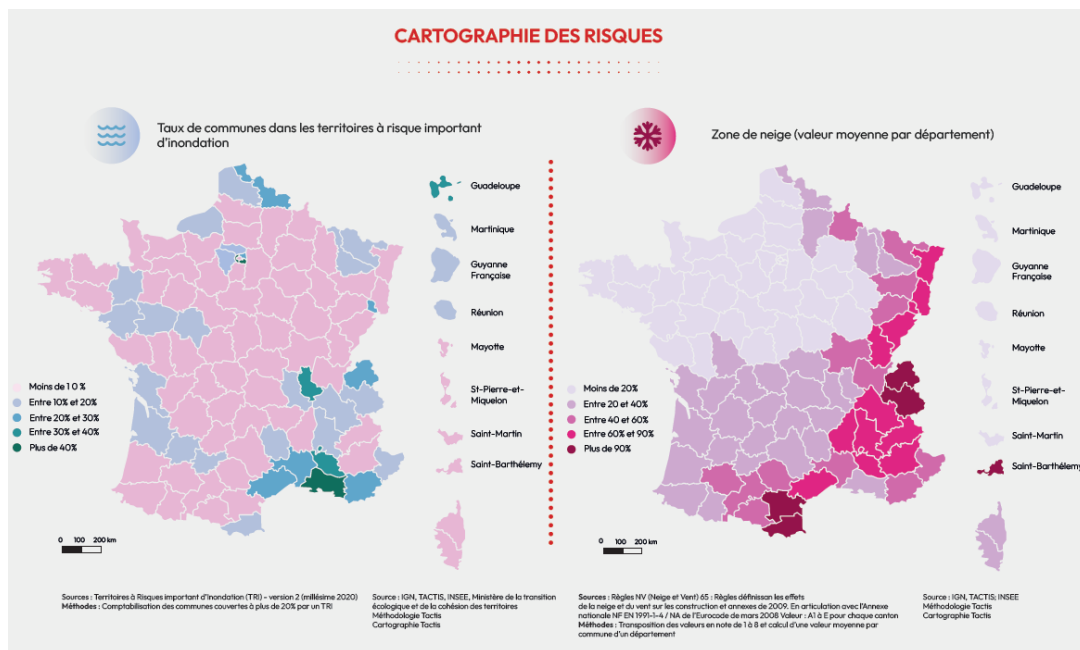 CARTOGRAPHIE DES RISQUES
Taux de communes dans les territoires à risque important
d'inondation
Guadeloupe
Martinique
Guyanne
Française
Réunion
Mayotte
St-Pierre-et-
Miquelon
Saint-Martin
Saint-Barthélemy
Moins de 1 0 %
Entre 10% et 20%
Entre 20% et 30%
Entre 30% et 40%
Plus de 40%
0 100 200 km
Sources : Territoires à Risques important d'Inondation (TRI) - version 2 (millésime 2020)
Méthodes : Comptabilisation des communes couvertes à plus de 20% par un TRI
Source : IGN, TACTIS, INSEE, Ministère de la transition
écologique et de la cohésion des territoires
Méthodologie Tactis
Cartographie Tactis
Zone de neige (valeur moyenne par département)
Guadeloupe
Martinique
Guyanne
Française
Réunion
Mayotte
St-Pierre-et-
Miquelon
Saint-Martin
Saint-Barthélemy
Moins de 20%
Entre 20 et 40%
Entre 40 et 60%
Entre 60% et 90%
Plus de 90%
0 100 200 km
Sources : Règles NV (Neige et Vent) 65 : Règles définissan les effets
de la neige et du vent sur les construction et annexes de 2009. En articulation avec l'Annexe
nationale NF EN 1991-1-4 / NA de l'Eurocode de mars 2008 Valeur : A1 à E pour chaque canton
Méthodes : Transposition des valeurs en note de 1 à 8 et calcul d'une valeur moyenne par
commune d'un département
Source : IGN, TACTIS; INSEE
Méthodologie Tactis
Cartographie Tactis